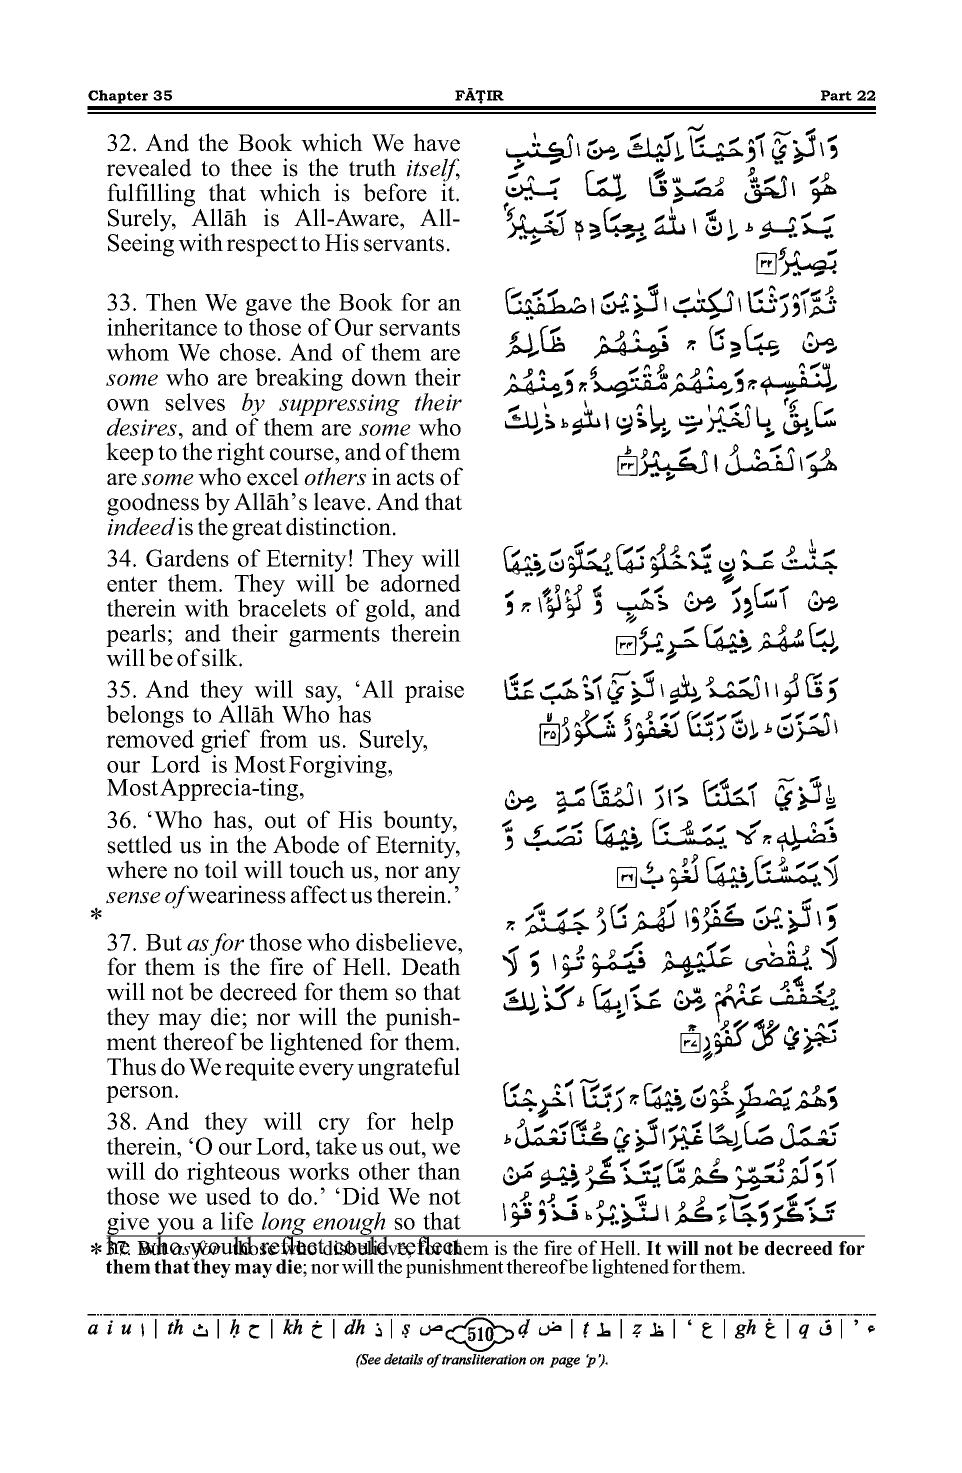 Chapter 35 FĀṬIR Part 22
32. And the Book which We have
revealed to thee is the truth itself,
fulfilling that which is before it.
Surely, Allāh is All-Aware, All-
Seeing with respect to His servants.
وَالَّذِيْۤ اَوْحَيْنَاۤ اِلَيْكَ مِنَ الْكِتٰبِ
هُوَ الْحَقُّ مُصَدِّقًا لِّمَا بَيْنَ
يَدَيْهِ ؕ اِنَّ اللّٰهَ بِعِبَادِهٖ لَخَبِيْرٌۢ
بَصِيْرٌ ۳۲
33. Then We gave the Book for an
inheritance to those of Our servants
whom We chose. And of them are
some who are breaking down their
own selves by suppressing their
desires, and of them are some who
keep to the right course, and of them
are some who excel others in acts of
goodness by Allāh’s leave. And that
indeed is the great distinction.
ثُمَّ اَوْرَثْنَا الْكِتٰبَ الَّذِيْنَ اصْطَفَيْنَا
مِنْ عِبَادِنَا ۚ فَمِنْهُمْ ظَالِمٌ
لِّنَفْسِهٖ ۚ وَمِنْهُمْ مُّقْتَصِدٌ ۚ وَمِنْهُمْ
سَابِقٌۢ بِالْخَيْرٰتِ بِاِذْنِ اللّٰهِ ؕ ذٰلِكَ
هُوَ الْفَضْلُ الْكَبِيْرُ ۳۳
34. Gardens of Eternity! They will
enter them. They will be adorned
therein with bracelets of gold, and
pearls; and their garments therein
will be of silk.
جَنّٰتُ عَدْنٍ يَّدْخُلُوْنَهَا يُحَلَّوْنَ فِيْهَا
مِنْ اَسَاوِرَ مِنْ ذَهَبٍ وَّ لُؤْلُؤًا ۚ وَ
لِبَاسُهُمْ فِيْهَا حَرِيْرٌ ۳۴
35. And they will say, ‘All praise
belongs to Allāh Who has
removed grief from us. Surely,
our Lord is Most Forgiving,
Most Apprecia-ting,
وَقَالُوا الْحَمْدُ لِلّٰهِ الَّذِيْۤ اَذْهَبَ عَنَّا
الْحَزَنَ ؕ اِنَّ رَبَّنَا لَغَفُوْرٌ شَكُوْرُ ۳۵
36. ‘Who has, out of His bounty,
settled us in the Abode of Eternity,
where no toil will touch us, nor any
sense of weariness affect us therein.’
ِۨالَّذِيْۤ اَحَلَّنَا دَارَ الْمُقَامَةِ مِنْ
فَضْلِهٖ ۚ لَا يَمَسُّنَا فِيْهَا نَصَبٌ وَّ
لَا يَمَسُّنَا فِيْهَا لُغُوْبٌ ۳۶
*
37. But as for those who disbelieve,
for them is the fire of Hell. Death
will not be decreed for them so that
they may die; nor will the punish-
ment thereof be lightened for them.
Thus do We requite every ungrateful
person.
وَالَّذِيْنَ كَفَرُوْا لَهُمْ نَارُ جَهَنَّمَ ۚ
لَا يُقْضٰى عَلَيْهِمْ فَيَمُوْتُوْا وَ لَا
يُخَفَّفُ عَنْهُمْ مِّنْ عَذَابِهَا ؕ كَذٰلِكَ
نَجْزِيْ كُلَّ كَفُوْرٍ ۳۷
38. And they will cry for help
therein, ‘O our Lord, take us out, we
will do righteous works other than
those we used to do.’ ‘Did We not
give you a life long enough so that
he who would reflect could reflect
وَهُمْ يَصْطَرِخُوْنَ فِيْهَا ۚ رَبَّنَاۤ اَخْرِجْنَا
نَعْمَلْ صَالِحًا غَيْرَ الَّذِيْ كُنَّا نَعْمَلُ ؕ
اَوَلَمْ نُعَمِّرْكُمْ مَّا يَتَذَكَّرُ فِيْهِ مَنْ
تَذَكَّرَ وَجَآءَكُمُ النَّذِيْرُ ؕ فَذُوْقُوْا
* 37. But as for those who disbelieve, for them is the fire of Hell. It will not be decreed for
them that they may die; nor will the punishment thereof be lightened for them.
a i u ا | th ث | ḥ ح | kh خ | dh ذ | ṣ ص 510 ḍ ض | ṭ ط | ẓ ظ | ‘ ع | gh غ | q ق | ’ ء
(See details of transliteration on page ‘p’).